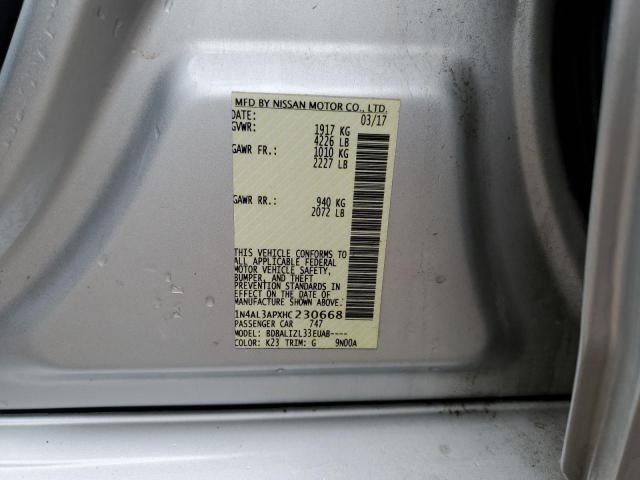 MFD BY NISSAN MOTOR CO., LTD.
DATE: 03/17
GVWR: 1917 KG
4226 LB
GAWR FR.: 1010 KG
2227 LB
GAWR RR.: 940 KG
2072 LB
THIS VEHICLE CONFORMS TO
ALL APPLICABLE FEDERAL
MOTOR VEHICLE SAFETY,
BUMPER, AND THEFT
PREVENTION STANDARDS IN
EFFECT ON THE DATE OF
MANUFACTURE SHOWN ABOVE.
1N4AL3APXHC230668
PASSENGER CAR 747
MODEL: BDBALIZL33EUAB----
COLOR: K23 TRIM: G 9N00A